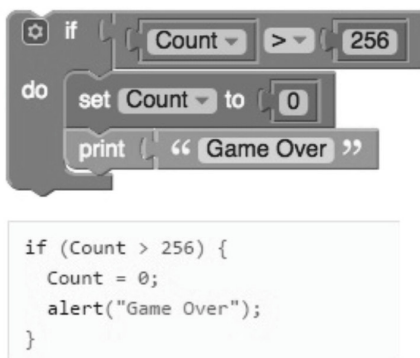 if Count > 256
do set Count to 0
print “ Game Over ”
if (Count > 256) {
  Count = 0;
  alert("Game Over");
}